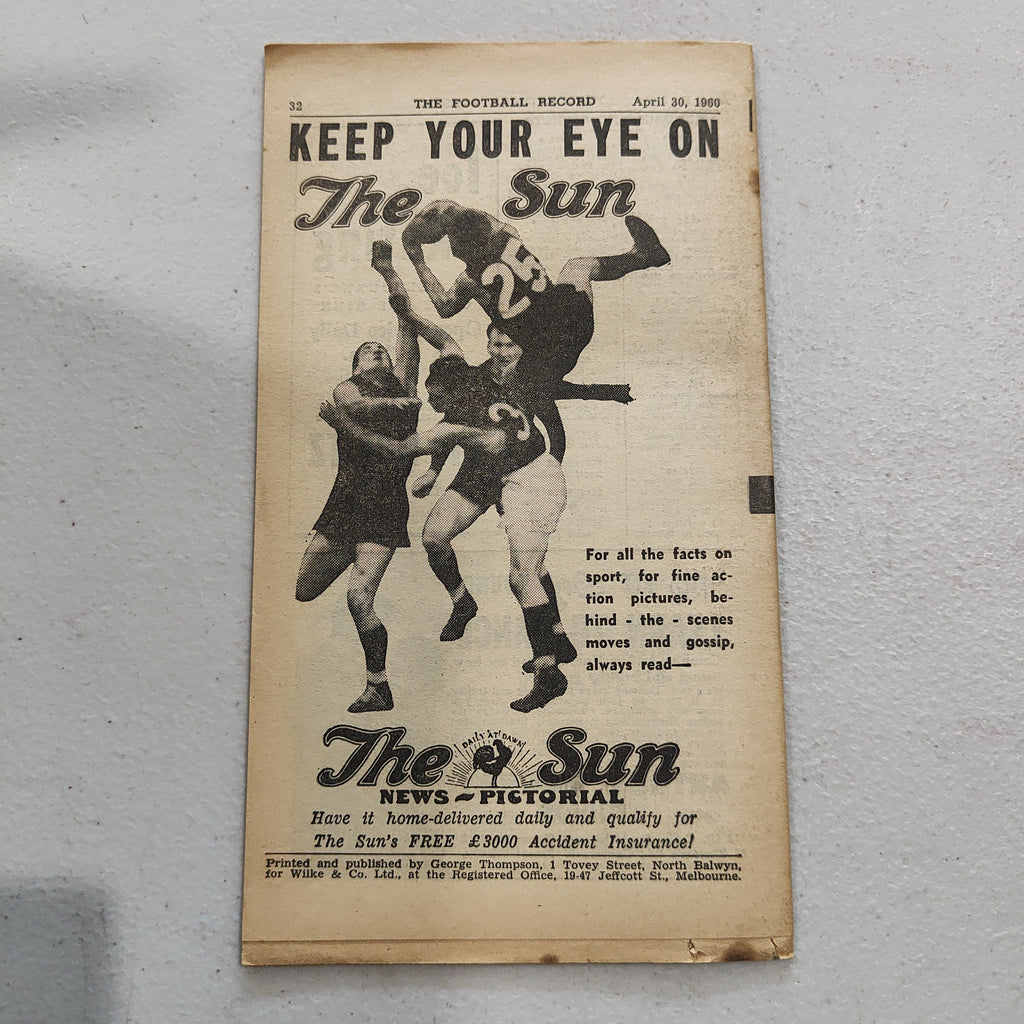 32 THE FOOTBALL RECORD April 30, 1960
KEEP YOUR EYE ON
The Sun
25
3
For all the facts on
sport, for fine ac-
tion pictures, be-
hind - the - scenes
moves and gossip,
always read—
DAILY AT DAWN
The Sun
NEWS-PICTORIAL
Have it home-delivered daily and qualify for
The Sun's FREE £3000 Accident Insurance!
Printed and published by George Thompson, 1 Tovey Street, North Balwyn,
for Wilke & Co. Ltd., at the Registered Office, 19-47 Jeffcott St., Melbourne.